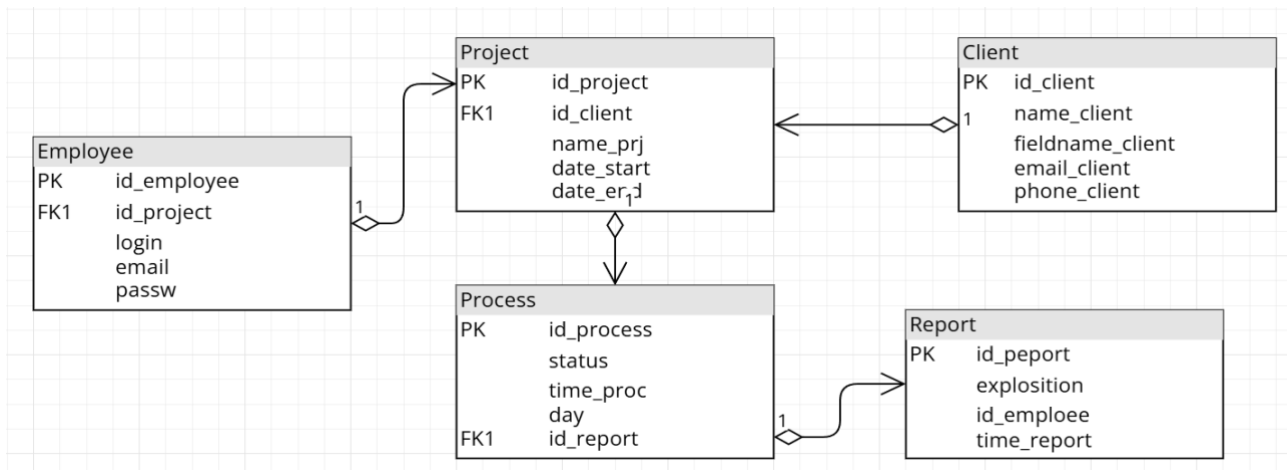 Project
PK id_project
FK1 id_client
name_prj
date_start
date_end
1
Client
PK id_client
1 name_client
fieldname_client
email_client
phone_client
Employee
PK id_employee
FK1 id_project
1
login
email
passw
Process
PK id_process
status
time_proc
day
FK1 id_report
1
Report
PK id_peport
explosition
id_emploee
time_report